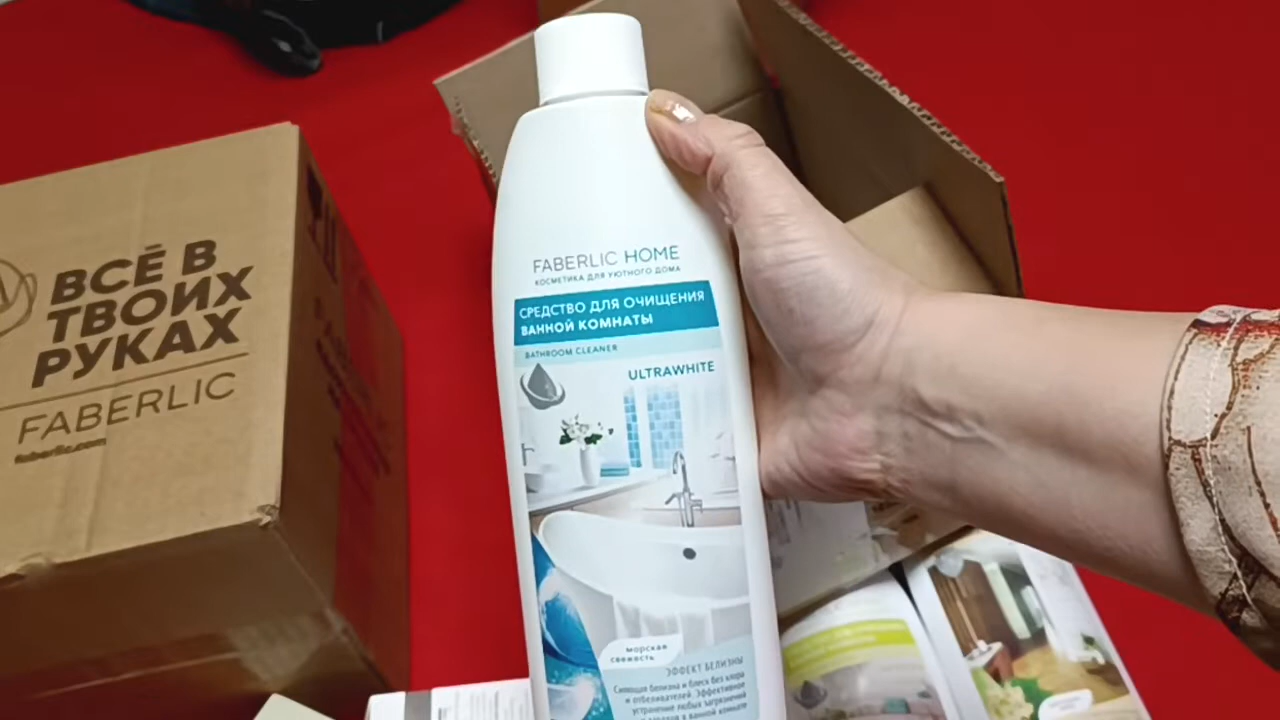 ВСЁ В
ТВОИХ
РУКАХ
FABERLIC
faberlic.com
FABERLIC HOME
КОСМЕТИКА ДЛЯ УЮТНОГО ДОМА
СРЕДСТВО ДЛЯ ОЧИЩЕНИЯ
ВАННОЙ КОМНАТЫ
BATHROOM CLEANER
ULTRAWHITE
морская
свежесть
ЭФФЕКТ БЕЛИЗНЫ
Сияющая белизна и блеск без хлора
и отбеливателей. Эффективное
устранение любых загрязнений
в ванной комнате